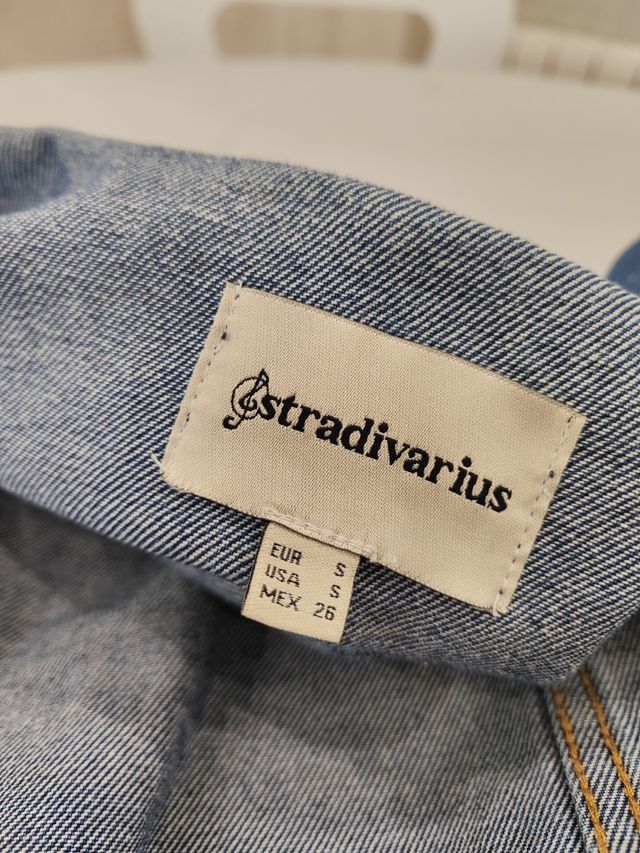 stradivarius
EUR S
USA S
MEX 26